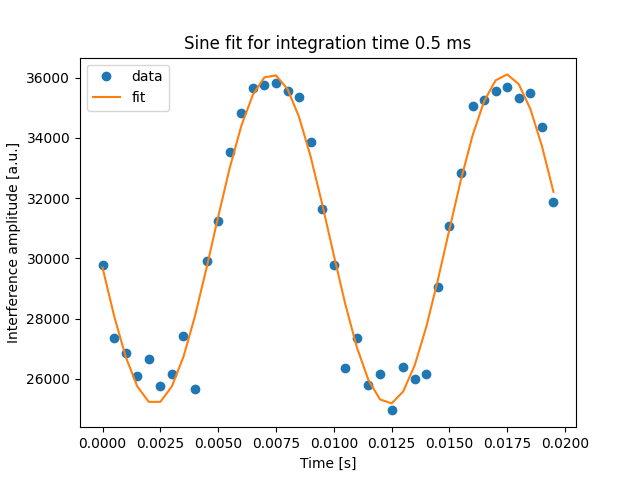 Sine fit for integration time 0.5 ms
data
fit
Interference amplitude [a.u.]
36000
34000
32000
30000
28000
26000
0.0000 0.0025 0.0050 0.0075 0.0100 0.0125 0.0150 0.0175 0.0200
Time [s]